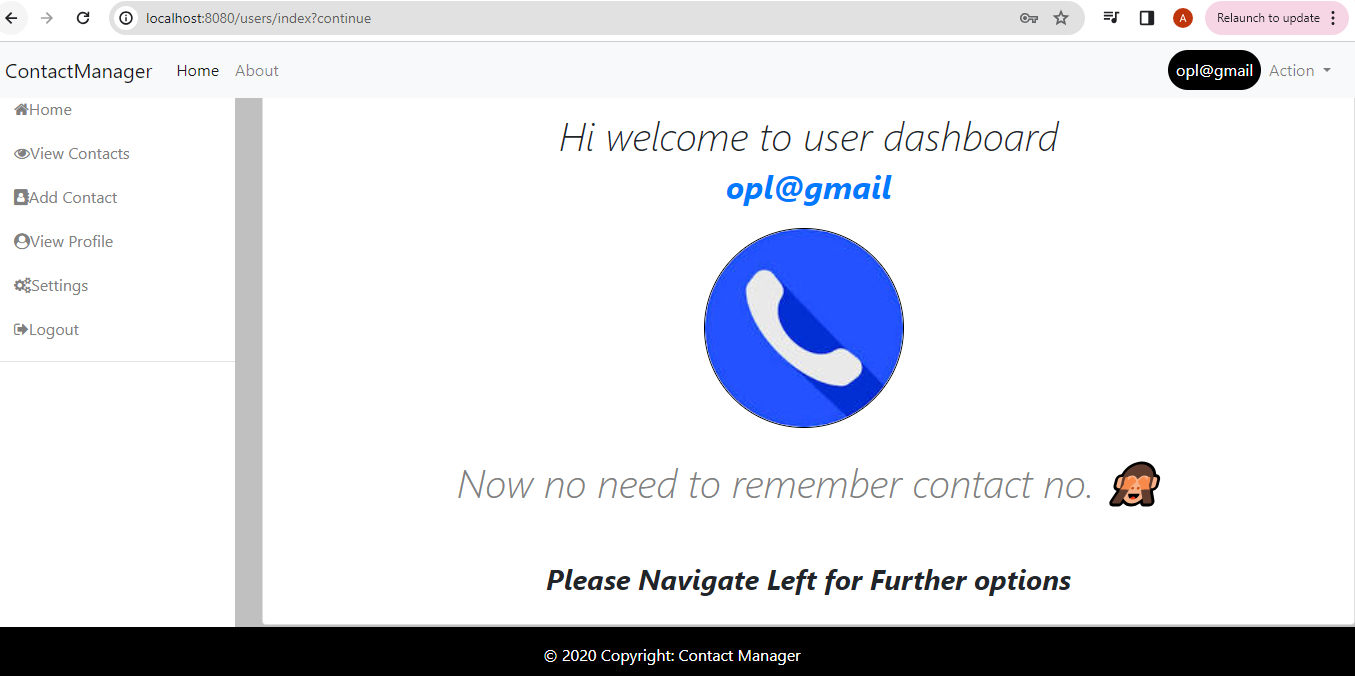 localhost:8080/users/index?continue
A
Relaunch to update
ContactManager Home About opl@gmail Action
Home
View Contacts
Add Contact
View Profile
Settings
Logout
Hi welcome to user dashboard
opl@gmail
Now no need to remember contact no. 🙈
Please Navigate Left for Further options
© 2020 Copyright: Contact Manager